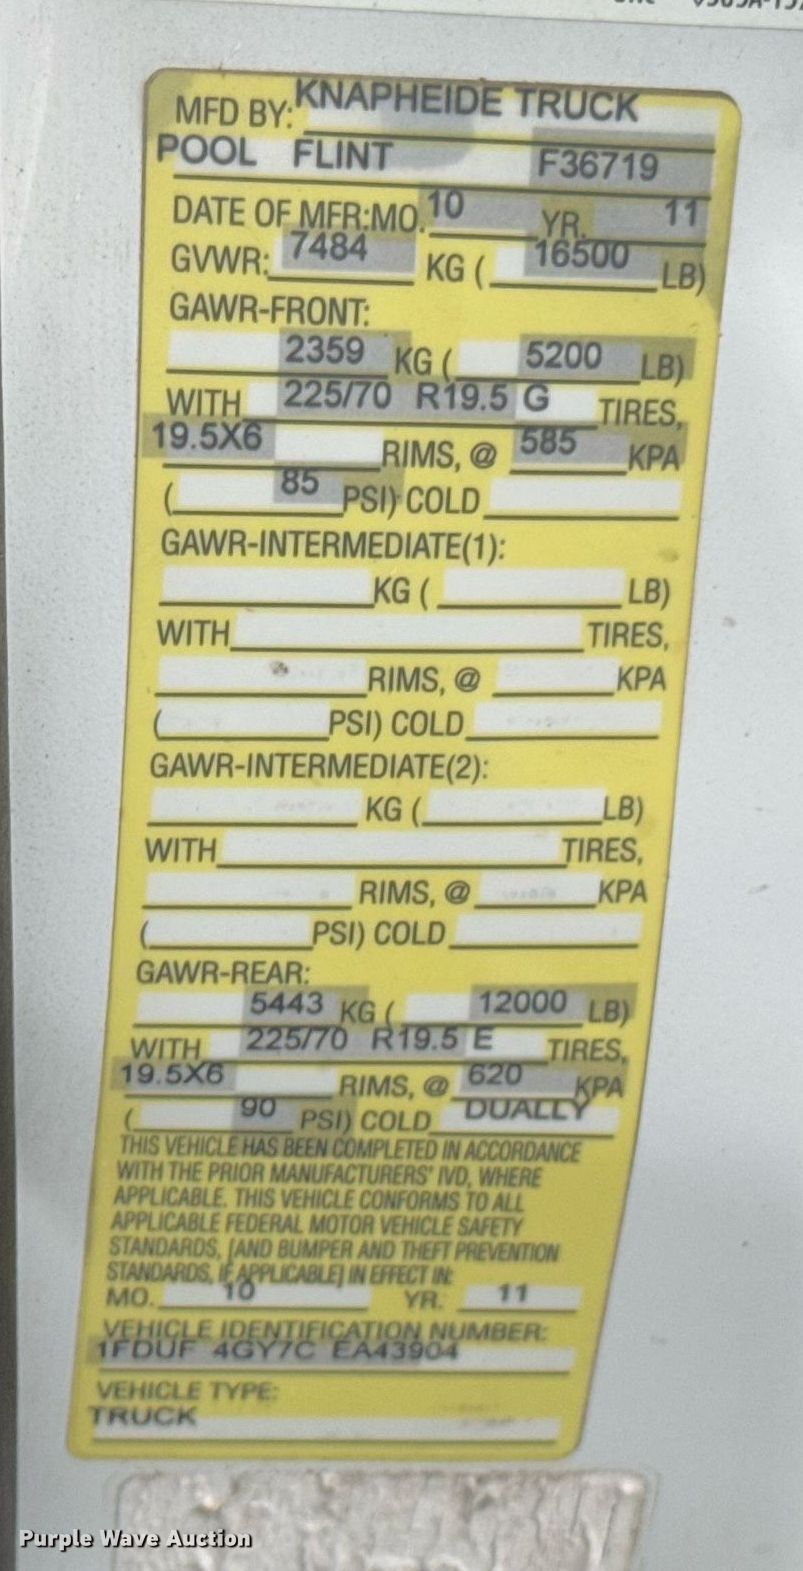 MFD BY: KNAPHEIDE TRUCK
POOL FLINT F36719
DATE OF MFR:MO. 10 YR. 11
GVWR: 7484 KG ( 16500 LB)
GAWR-FRONT:
2359 KG ( 5200 LB)
WITH 225/70 R19.5 G TIRES,
19.5X6 RIMS, @ 585 KPA
( 85 PSI) COLD
GAWR-INTERMEDIATE(1):
KG ( LB)
WITH TIRES,
RIMS, @ KPA
( PSI) COLD
GAWR-INTERMEDIATE(2):
KG ( LB)
WITH TIRES,
RIMS, @ KPA
( PSI) COLD
GAWR-REAR:
5443 KG ( 12000 LB)
WITH 225/70 R19.5 E TIRES,
19.5X6 RIMS, @ 620 KPA
( 90 PSI) COLD DUALLY
THIS VEHICLE HAS BEEN COMPLETED IN ACCORDANCE
WITH THE PRIOR MANUFACTURERS' IVD, WHERE
APPLICABLE. THIS VEHICLE CONFORMS TO ALL
APPLICABLE FEDERAL MOTOR VEHICLE SAFETY
STANDARDS, [AND BUMPER AND THEFT PREVENTION
STANDARDS, IF APPLICABLE] IN EFFECT IN:
MO. 10 YR. 11
VEHICLE IDENTIFICATION NUMBER:
1FDUF 4GY7C EA43904
VEHICLE TYPE:
TRUCK
Purple Wave Auction